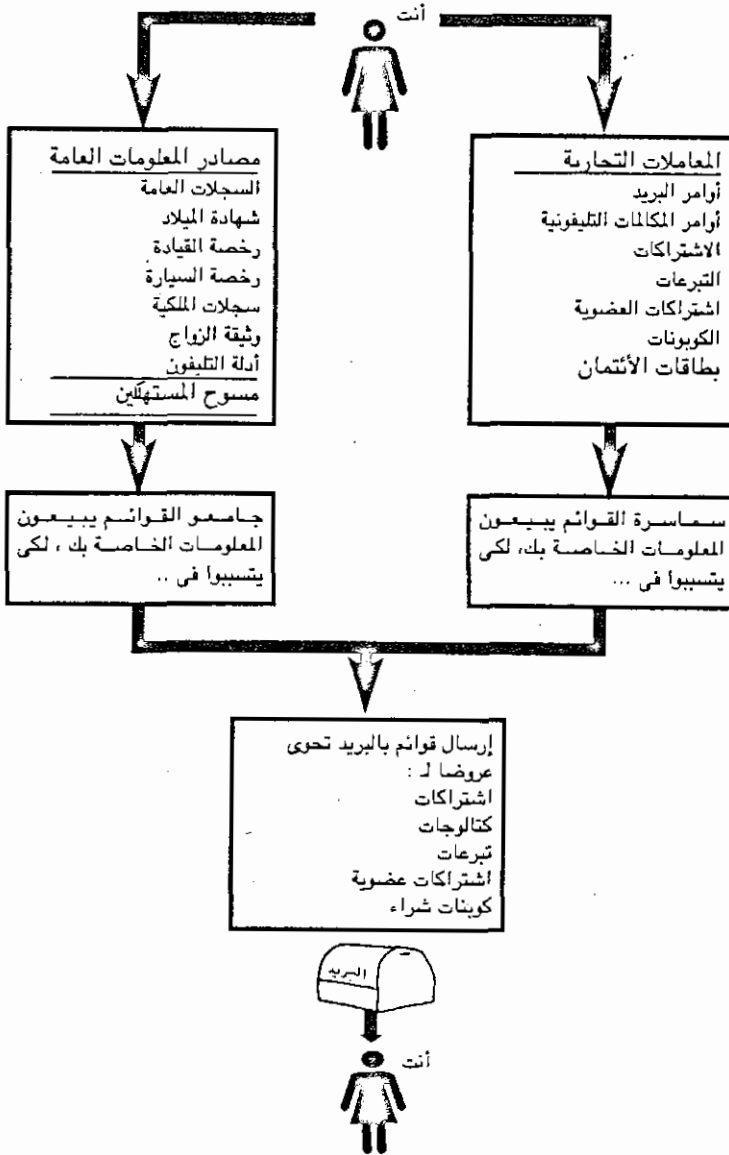 أنت
المعاملات التجارية
أوامر البريد
أوامر المكالمات التليفونية
الاشتراكات
التبرعات
اشتراكات العضوية
الكوبونات
بطاقات الأئتمان
مصادر المعلومات العامة
السجلات العامة
شهادة الميلاد
رخصة القيادة
رخصة السيارة
سجلات الملكية
وثيقة الزواج
أدلة التليفون
مسوح المستهلكين
سماسرة القوائم يبيعون
المعلومات الخاصة بك، لكى
يتسببوا فى ...
جامعو القوائم يبيعون
المعلومات الخاصة بك ، لكى
يتسببوا فى ..
إرسال قوائم بالبريد تحوى
عروضا لـ :
اشتراكات
كتالوجات
تبرعات
اشتراكات عضوية
كوبنات شراء
البريد
أنت